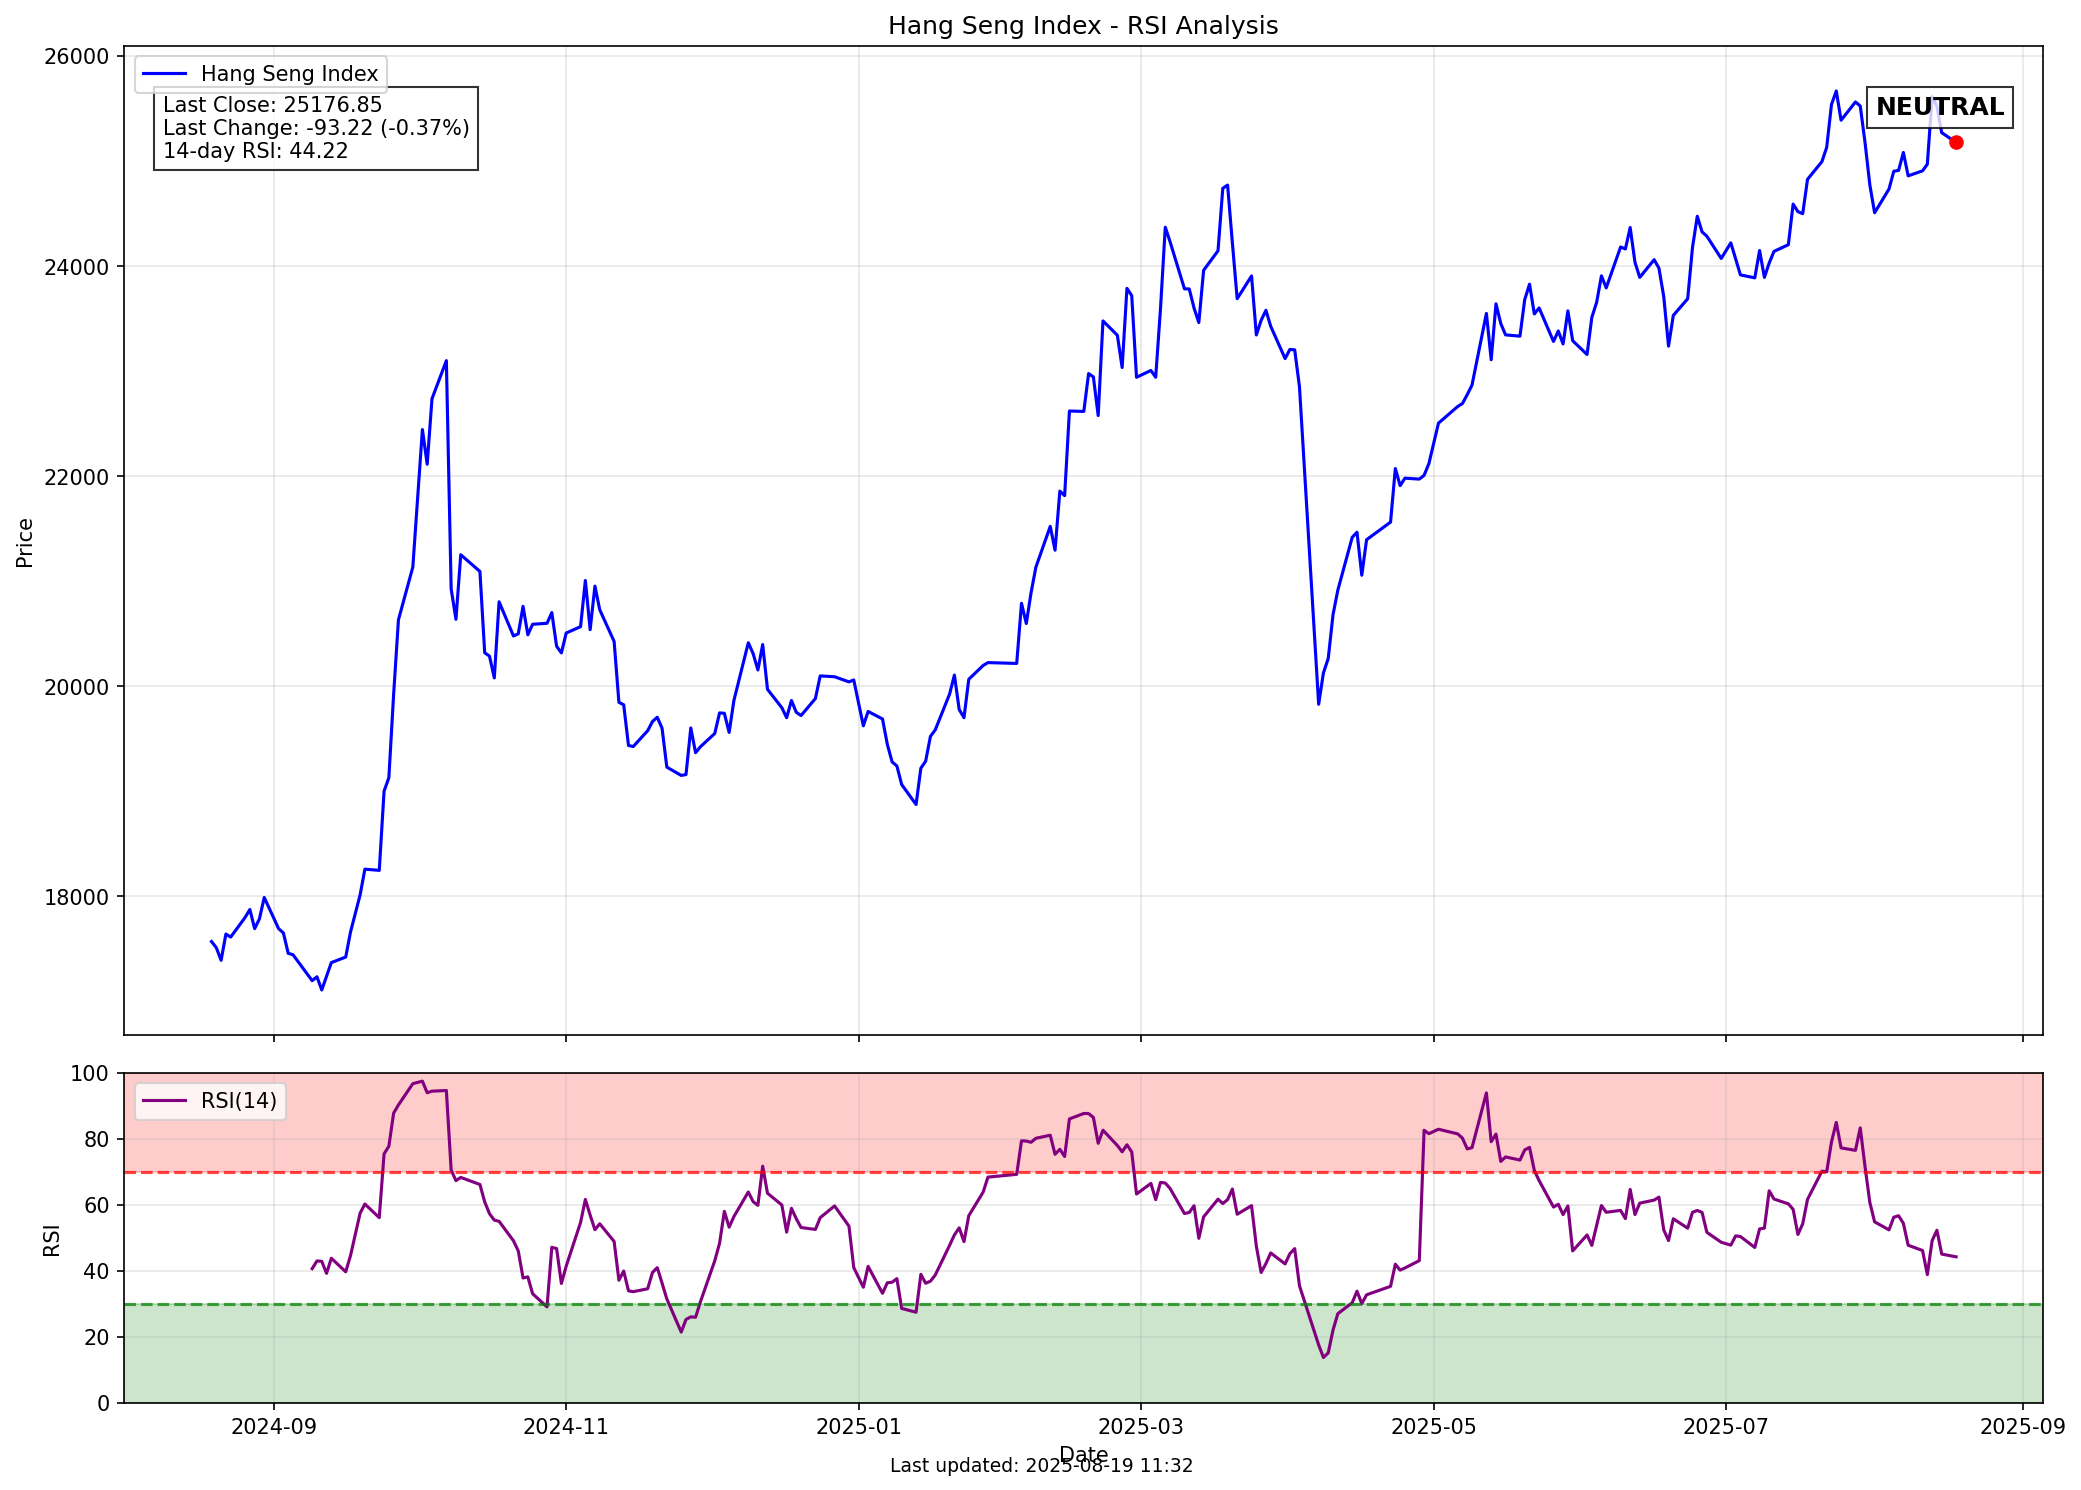 Hang Seng Index - RSI Analysis
26000
24000
22000
20000
18000
Price
Hang Seng Index
Last Close: 25176.85
Last Change: -93.22 (-0.37%)
14-day RSI: 44.22
NEUTRAL
100
80
60
40
20
0
RSI
RSI(14)
2024-09
2024-11
2025-01
2025-03
2025-05
2025-07
2025-09
Date
Last updated: 2025-08-19 11:32